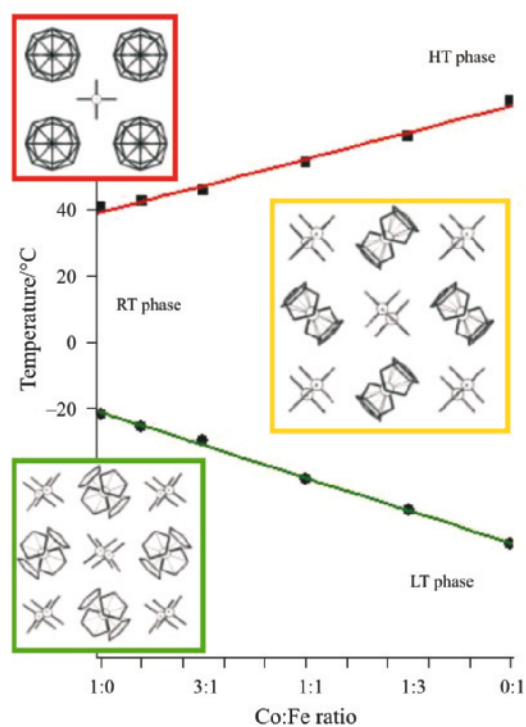 HT phase
Temperature/°C
40
20
0
−20
RT phase
LT phase
1:0
3:1
1:1
1:3
0:1
Co:Fe ratio